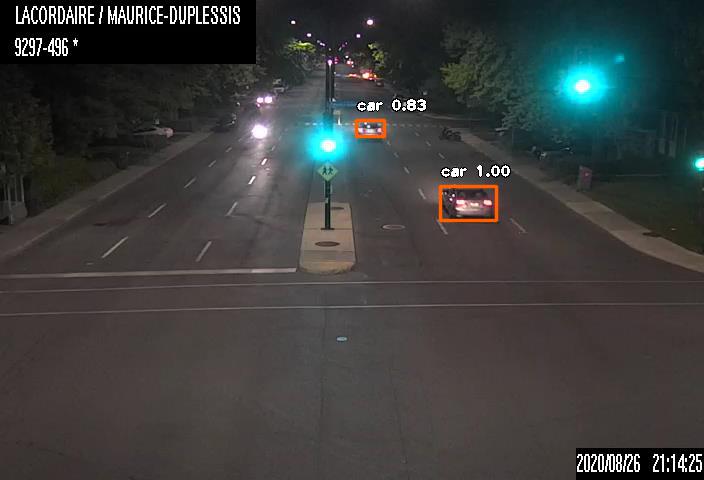 LACORDAIRE / MAURICE-DUPLESSIS
9297-496 *
car 0.83
car 1.00
2020/08/26 21:14:25